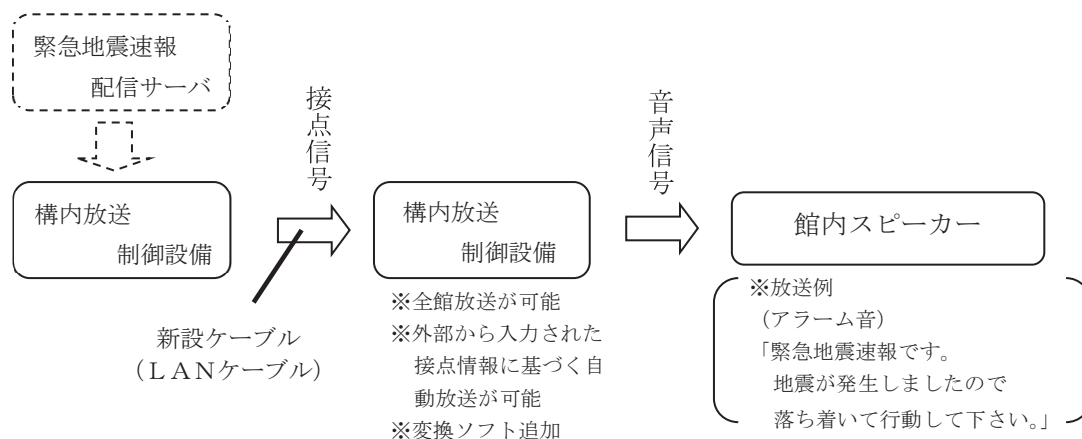 緊急地震速報
配信サーバ
接点信号
音声信号
構内放送
制御設備
構内放送
制御設備
館内スピーカー
新設ケーブル
(LANケーブル)
※全館放送が可能
※外部から入力された
接点情報に基づく自
動放送が可能
※変換ソフト追加
※放送例
(アラーム音)
「緊急地震速報です。
地震が発生しましたので
落ち着いて行動して下さい。」